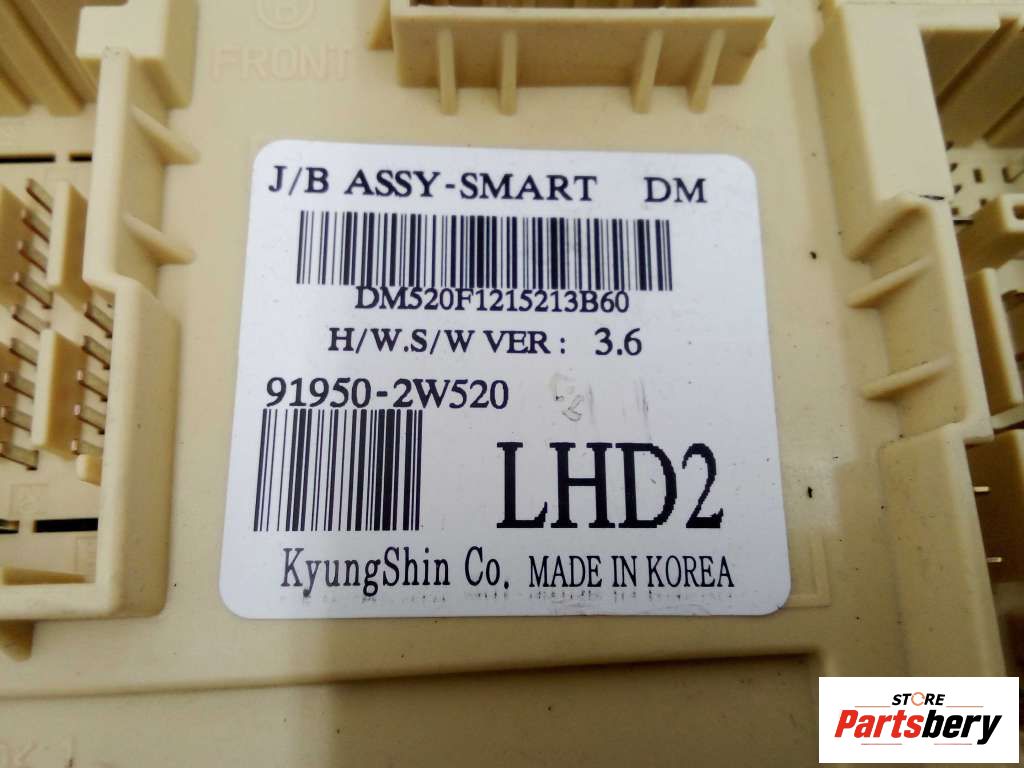 FRONT
J/B ASSY-SMART DM
DM520F1215213B60
H/W.S/W VER : 3.6
91950-2W520
LHD2
KyungShin Co. MADE IN KOREA
STORE
Partsbery